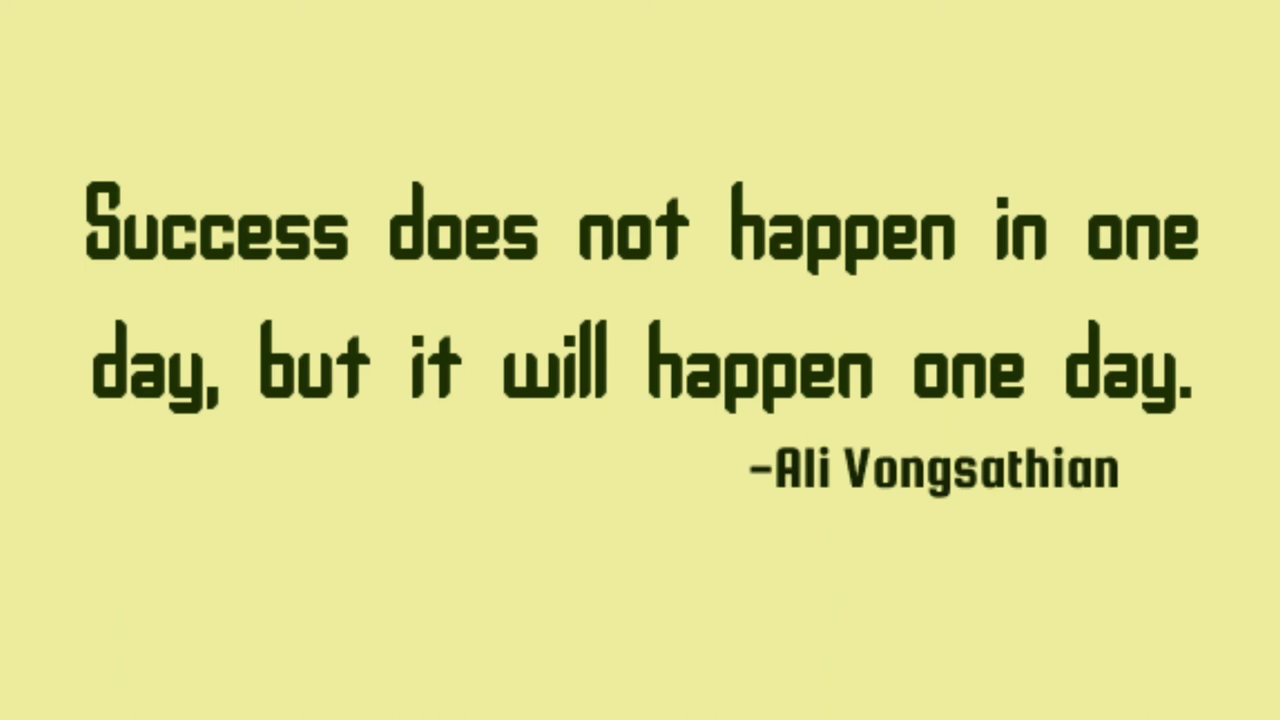 Success does not happen in one
day, but it will happen one day.
-Ali Vongsathian